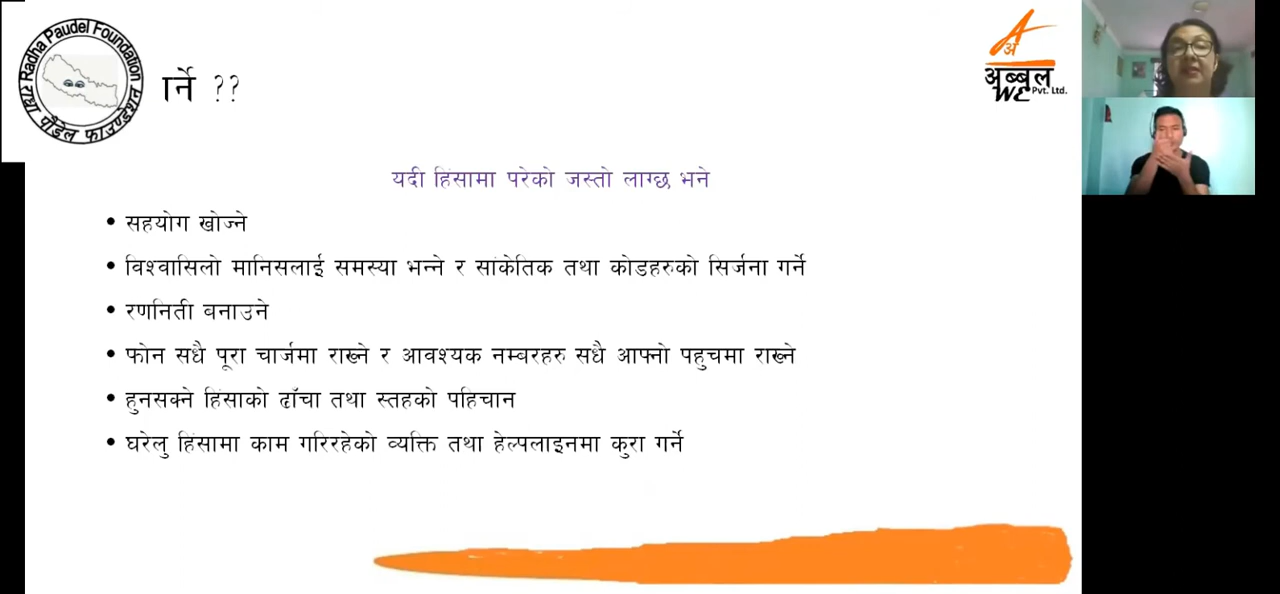 Radha Paudel Foundation
राधा पौडेल फाउण्डेशन
गर्ने ??
अ
अब्बल
WE Pvt. Ltd.
यदी हिंसामा परेको जस्तो लाग्छ भने
• सहयोग खोज्ने
• विश्वासिलो मानिसलाई समस्या भन्ने र सांकेतिक तथा कोडहरुको सिर्जना गर्ने
• रणनिती बनाउने
• फोन सधै पूरा चार्जमा राख्ने र आवश्यक नम्बरहरु सधै आफ्नो पहुचमा राख्ने
• हुनसक्ने हिंसाको ढाँचा तथा स्तहको पहिचान
• घरेलु हिंसामा काम गरिरहेको व्यक्ति तथा हेल्पलाइनमा कुरा गर्ने